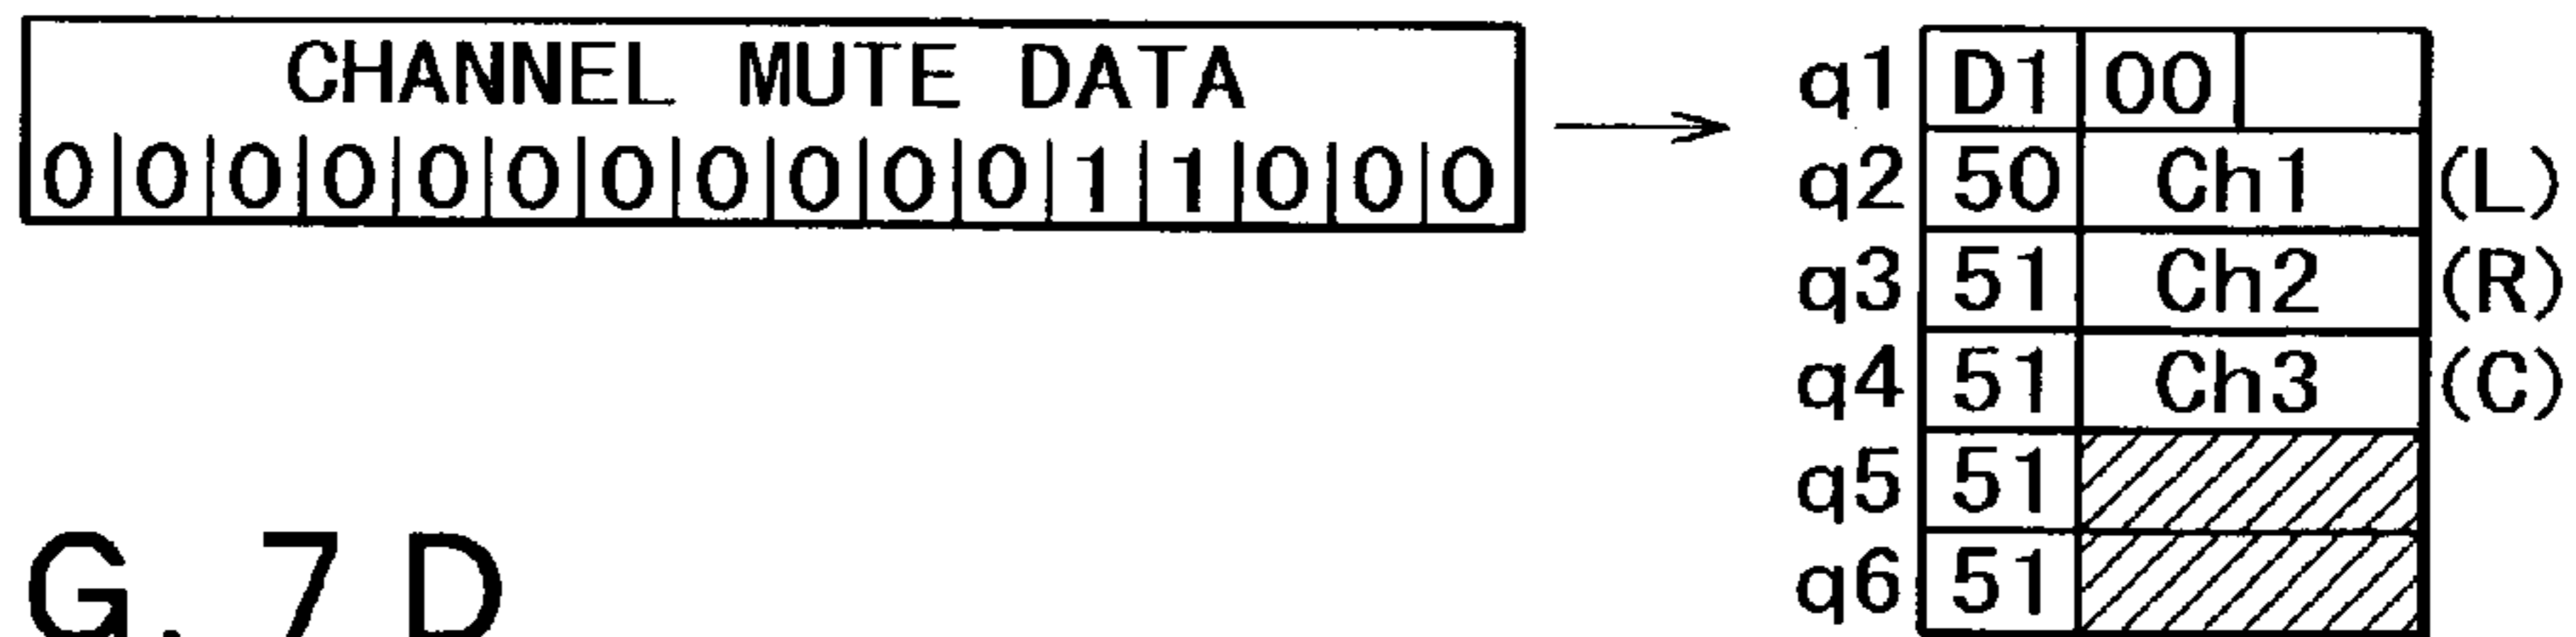 CHANNEL MUTE DATA
0 0 0 0 0 0 0 0 0 0 0 1 1 0 0 0
q1 D1 00
q2 50 Ch1 (L)
q3 51 Ch2 (R)
q4 51 Ch3 (C)
q5 51
q6 51
G. 7D